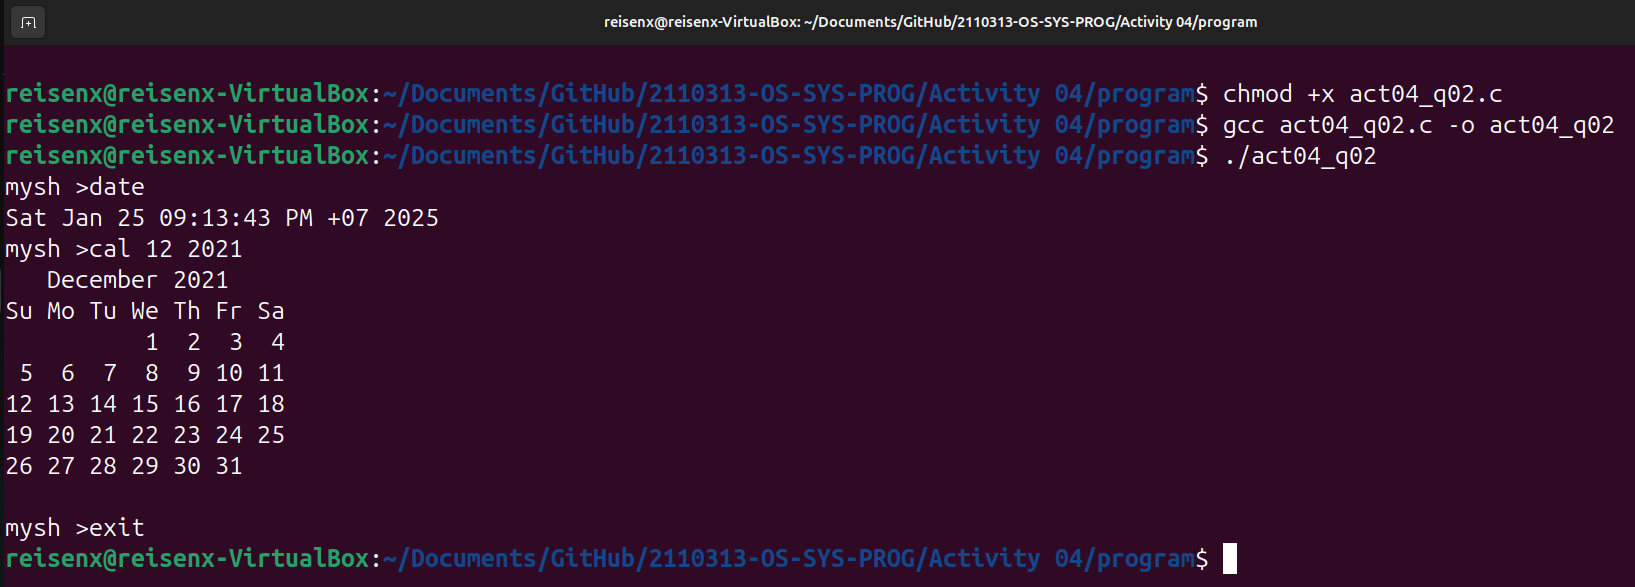 reisenx@reisenx-VirtualBox: ~/Documents/GitHub/2110313-OS-SYS-PROG/Activity 04/program
reisenx@reisenx-VirtualBox:~/Documents/GitHub/2110313-OS-SYS-PROG/Activity 04/program$ chmod +x act04_q02.c
reisenx@reisenx-VirtualBox:~/Documents/GitHub/2110313-OS-SYS-PROG/Activity 04/program$ gcc act04_q02.c -o act04_q02
reisenx@reisenx-VirtualBox:~/Documents/GitHub/2110313-OS-SYS-PROG/Activity 04/program$ ./act04_q02
mysh >date
Sat Jan 25 09:13:43 PM +07 2025
mysh >cal 12 2021
   December 2021
Su Mo Tu We Th Fr Sa
          1  2  3  4
 5  6  7  8  9 10 11
12 13 14 15 16 17 18
19 20 21 22 23 24 25
26 27 28 29 30 31
mysh >exit
reisenx@reisenx-VirtualBox:~/Documents/GitHub/2110313-OS-SYS-PROG/Activity 04/program$